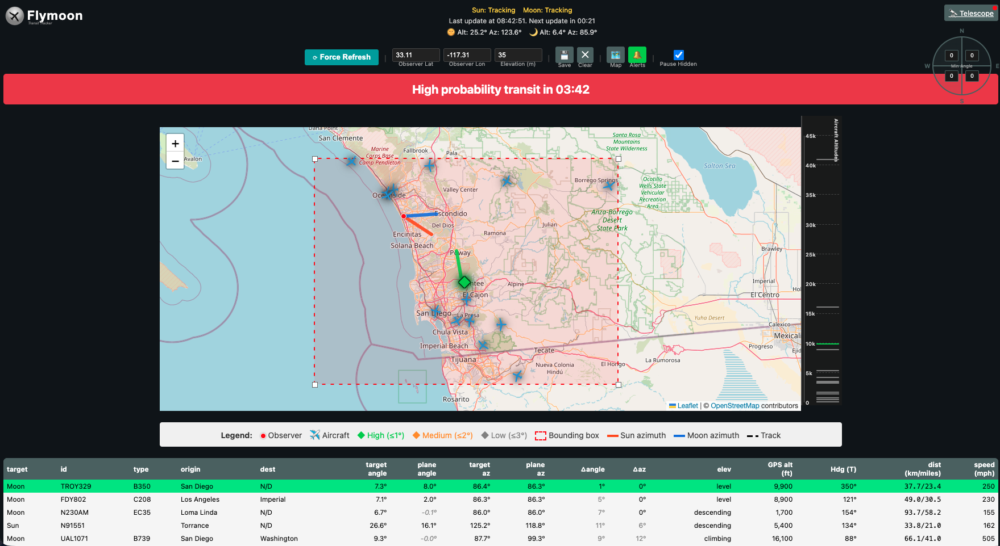 Flymoon
Transit Tracker
Sun: Tracking Moon: Tracking
Last update at 08:42:51. Next update in 00:21
Alt: 25.2° Az: 123.6° Alt: 6.4° Az: 85.9°
Telescope
Force Refresh
33.11
Observer Lat
-117.31
Observer Lon
35
Elevation (m)
Save
Clear
Map
Alerts
Pause Hidden
N
0 0
W Min Angle E
0 0
S
High probability transit in 03:42
+
−
Avalon
Dana Point
San Clemente
Marine
Corps Base
Camp Pendleton
Fallbrook
Pala
Santa Rosa
Mountains
State Wilderness
Salton Sea
Oceanside
Valley Center
Borrego Springs
Ocotillo
Wells State
Vehicular
Recreation
Area
Escondido
Del Dios
Anza-Borrego
Desert
State Park
Encinitas
Ramona
Julian
Solana Beach
Poway
Brawley
Alpine
Imperial
El Cajon
El Centro
San Diego
La Presa
Yuha Desert
Chula Vista
Calexico
Mexicali
Imperial Beach
Tecate
Progreso
Tijuana
Nueva Colonia
Hindú
El Hongo
La Rumorosa
Rosarito
Leaflet | © OpenStreetMap contributors
Aircraft Altitudes
45k
40k
35k
30k
25k
20k
15k
10k
5k
0
Legend: Observer Aircraft High (≤1°) Medium (≤2°) Low (≤3°) Bounding box Sun azimuth Moon azimuth Track
target id type origin dest target angle plane angle target az plane az Δangle Δaz elev GPS alt (ft) Hdg (T) dist (km/miles) speed (mph)
Moon TROY329 B350 San Diego N/D 7.3° 8.0° 86.4° 86.3° 1° 0° level 9,900 350° 37.7/23.4 250
Moon FDY802 C208 Los Angeles Imperial 7.1° 2.0° 86.3° 86.3° 5° 0° level 8,900 121° 49.0/30.5 230
Moon N230AM EC35 Loma Linda N/D 6.7° -0.1° 86.0° 86.0° 7° 0° descending 1,700 154° 93.7/58.2 155
Sun N91551 Torrance N/D 26.6° 16.1° 125.2° 118.8° 11° 6° descending 5,400 134° 33.8/21.0 162
Moon UAL1071 B739 San Diego Washington 9.3° -0.0° 87.7° 99.3° 9° 12° climbing 16,100 88° 66.1/41.0 505